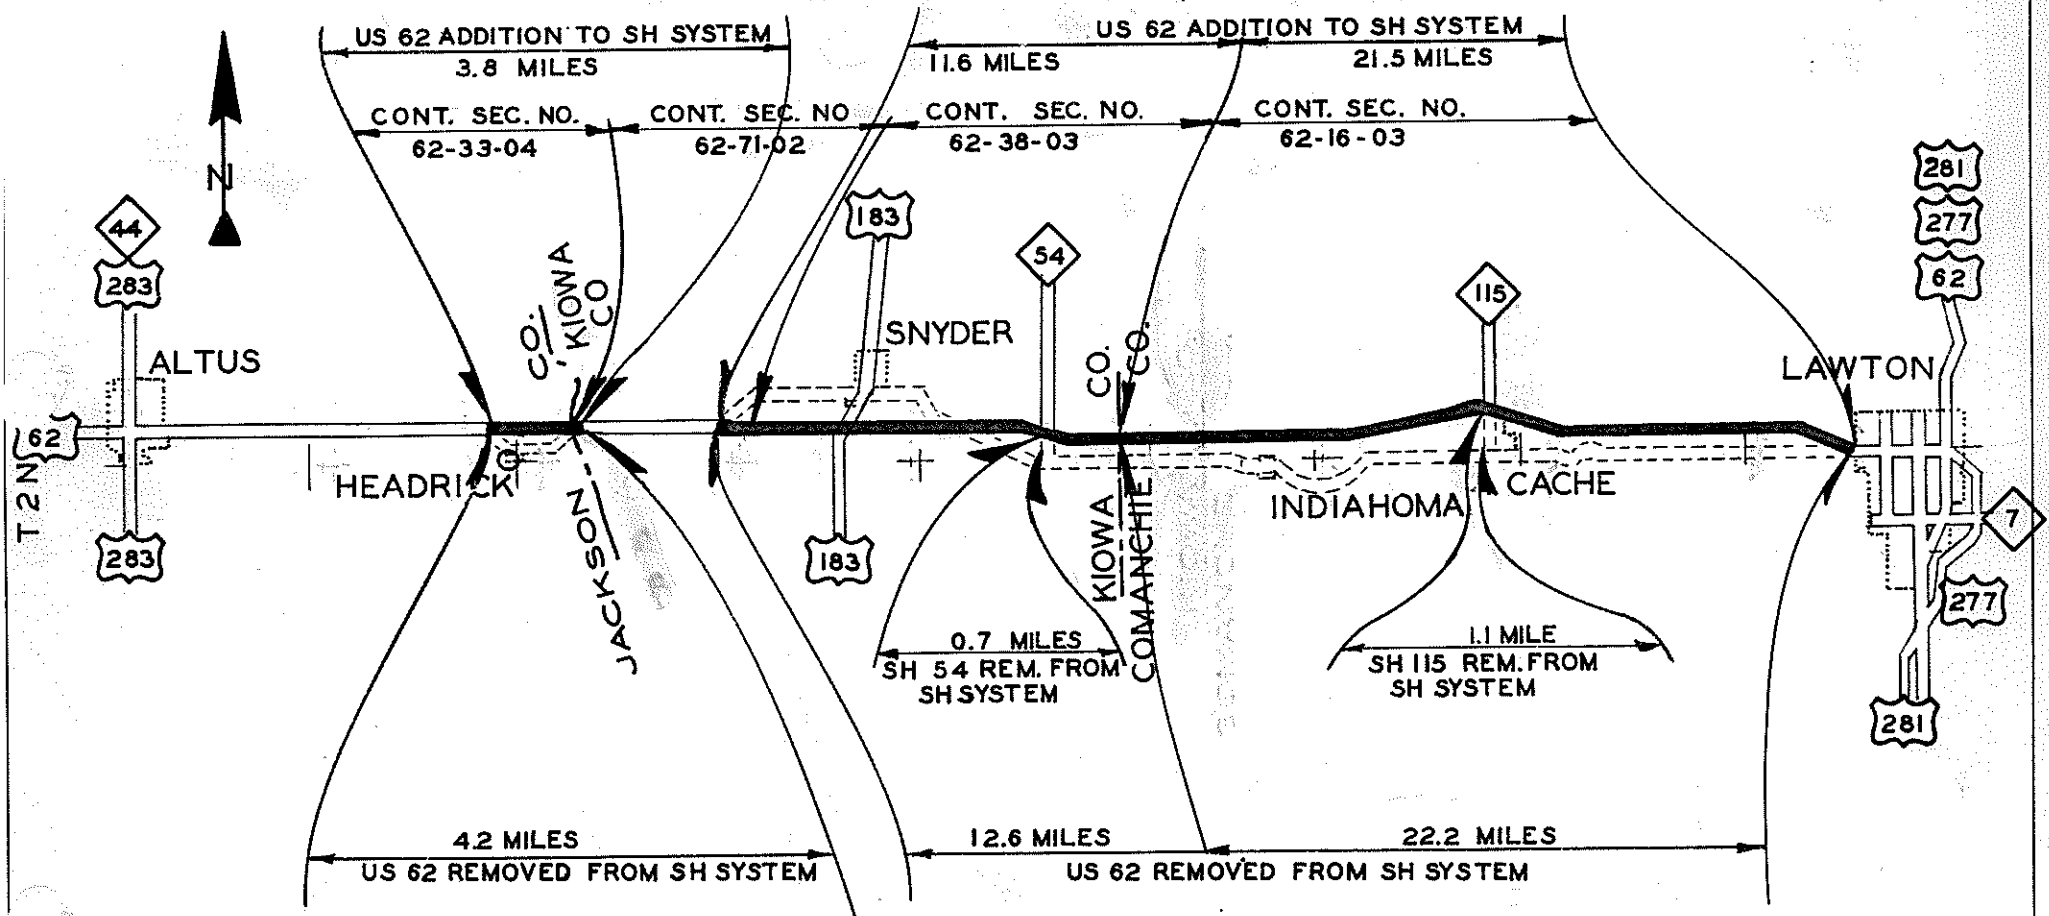 US 62 ADDITION TO SH SYSTEM
3.8 MILES
US 62 ADDITION TO SH SYSTEM
11.6 MILES
21.5 MILES
CONT. SEC. NO.
62-33-04
CONT. SEC. NO
62-71-02
CONT. SEC. NO.
62-38-03
CONT. SEC. NO.
62-16-03
N
44
283
ALTUS
62
T 2 N
283
HEADRICK
CO.
JACKSON
KIOWA
CO
183
SNYDER
183
54
CO.
KIOWA
CO.
COMANCHIE
115
INDIAHOMA
CACHE
LAWTON
281
277
62
7
277
281
0.7 MILES
SH 54 REM. FROM
SH SYSTEM
1.1 MILE
SH 115 REM. FROM
SH SYSTEM
4.2 MILES
US 62 REMOVED FROM SH SYSTEM
12.6 MILES
22.2 MILES
US 62 REMOVED FROM SH SYSTEM